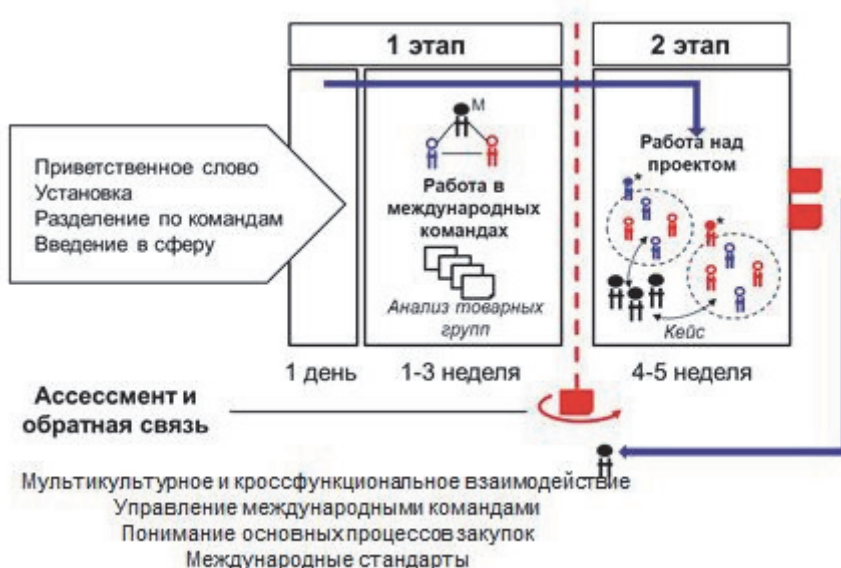 1 этап
2 этап
Приветственное слово
Установка
Разделение по командам
Введение в сферу
М
Работа в
международных
командах
Анализ товарных
групп
Работа над
проектом
*
*
Кейс
1 день
1-3 неделя
4-5 неделя
Ассессмент и
обратная связь
Мультикультурное и кроссфункциональное взаимодействие
Управление международными командами
Понимание основных процессов закупок
Международные стандарты